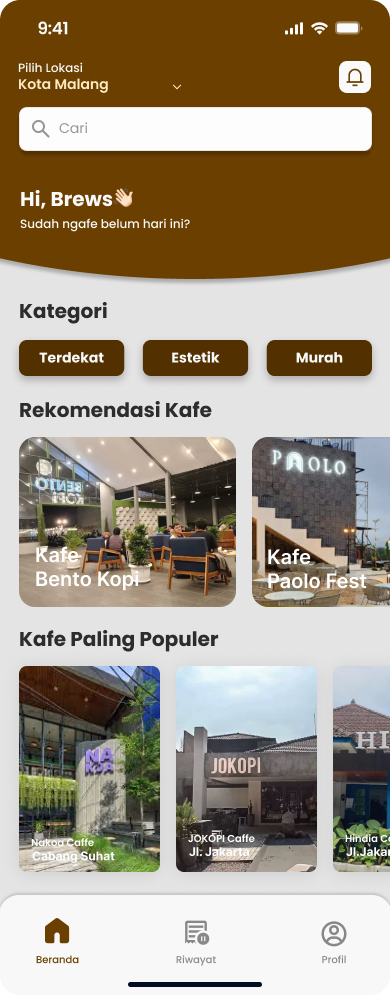 9:41
Pilih Lokasi
Kota Malang
Cari
Hi, Brews👋🏻
Sudah ngafe belum hari ini?
Kategori
Terdekat
Estetik
Murah
Rekomendasi Kafe
BENTO
KOPI
Kafe
Bento Kopi
PAOLO
Kafe
Paolo Fest
Kafe Paling Populer
NA
KOA
Nakoa Caffe
Cabang Suhat
JOKOPI
JOKOPI Caffe
Jl. Jakarta
HI
Hindia Ca
Jl.Jakar
Beranda
Riwayat
Profil